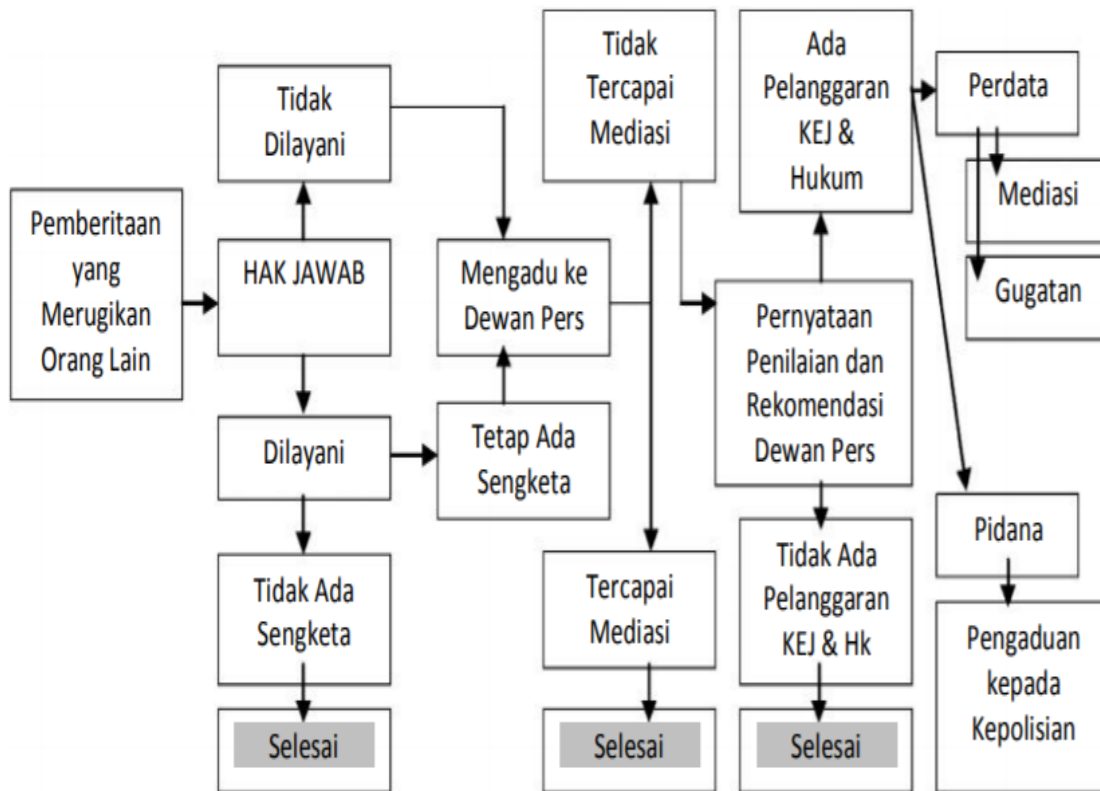 Pemberitaan
yang
Merugikan
Orang Lain
Tidak
Dilayani
HAK JAWAB
Dilayani
Tidak Ada
Sengketa
Selesai
Mengadu ke
Dewan Pers
Tetap Ada
Sengketa
Tidak
Tercapai
Mediasi
Tercapai
Mediasi
Selesai
Ada
Pelanggaran
KEJ &
Hukum
Pernyataan
Penilaian dan
Rekomendasi
Dewan Pers
Tidak Ada
Pelanggaran
KEJ & Hk
Selesai
Perdata
Mediasi
Gugatan
Pidana
Pengaduan
kepada
Kepolisian